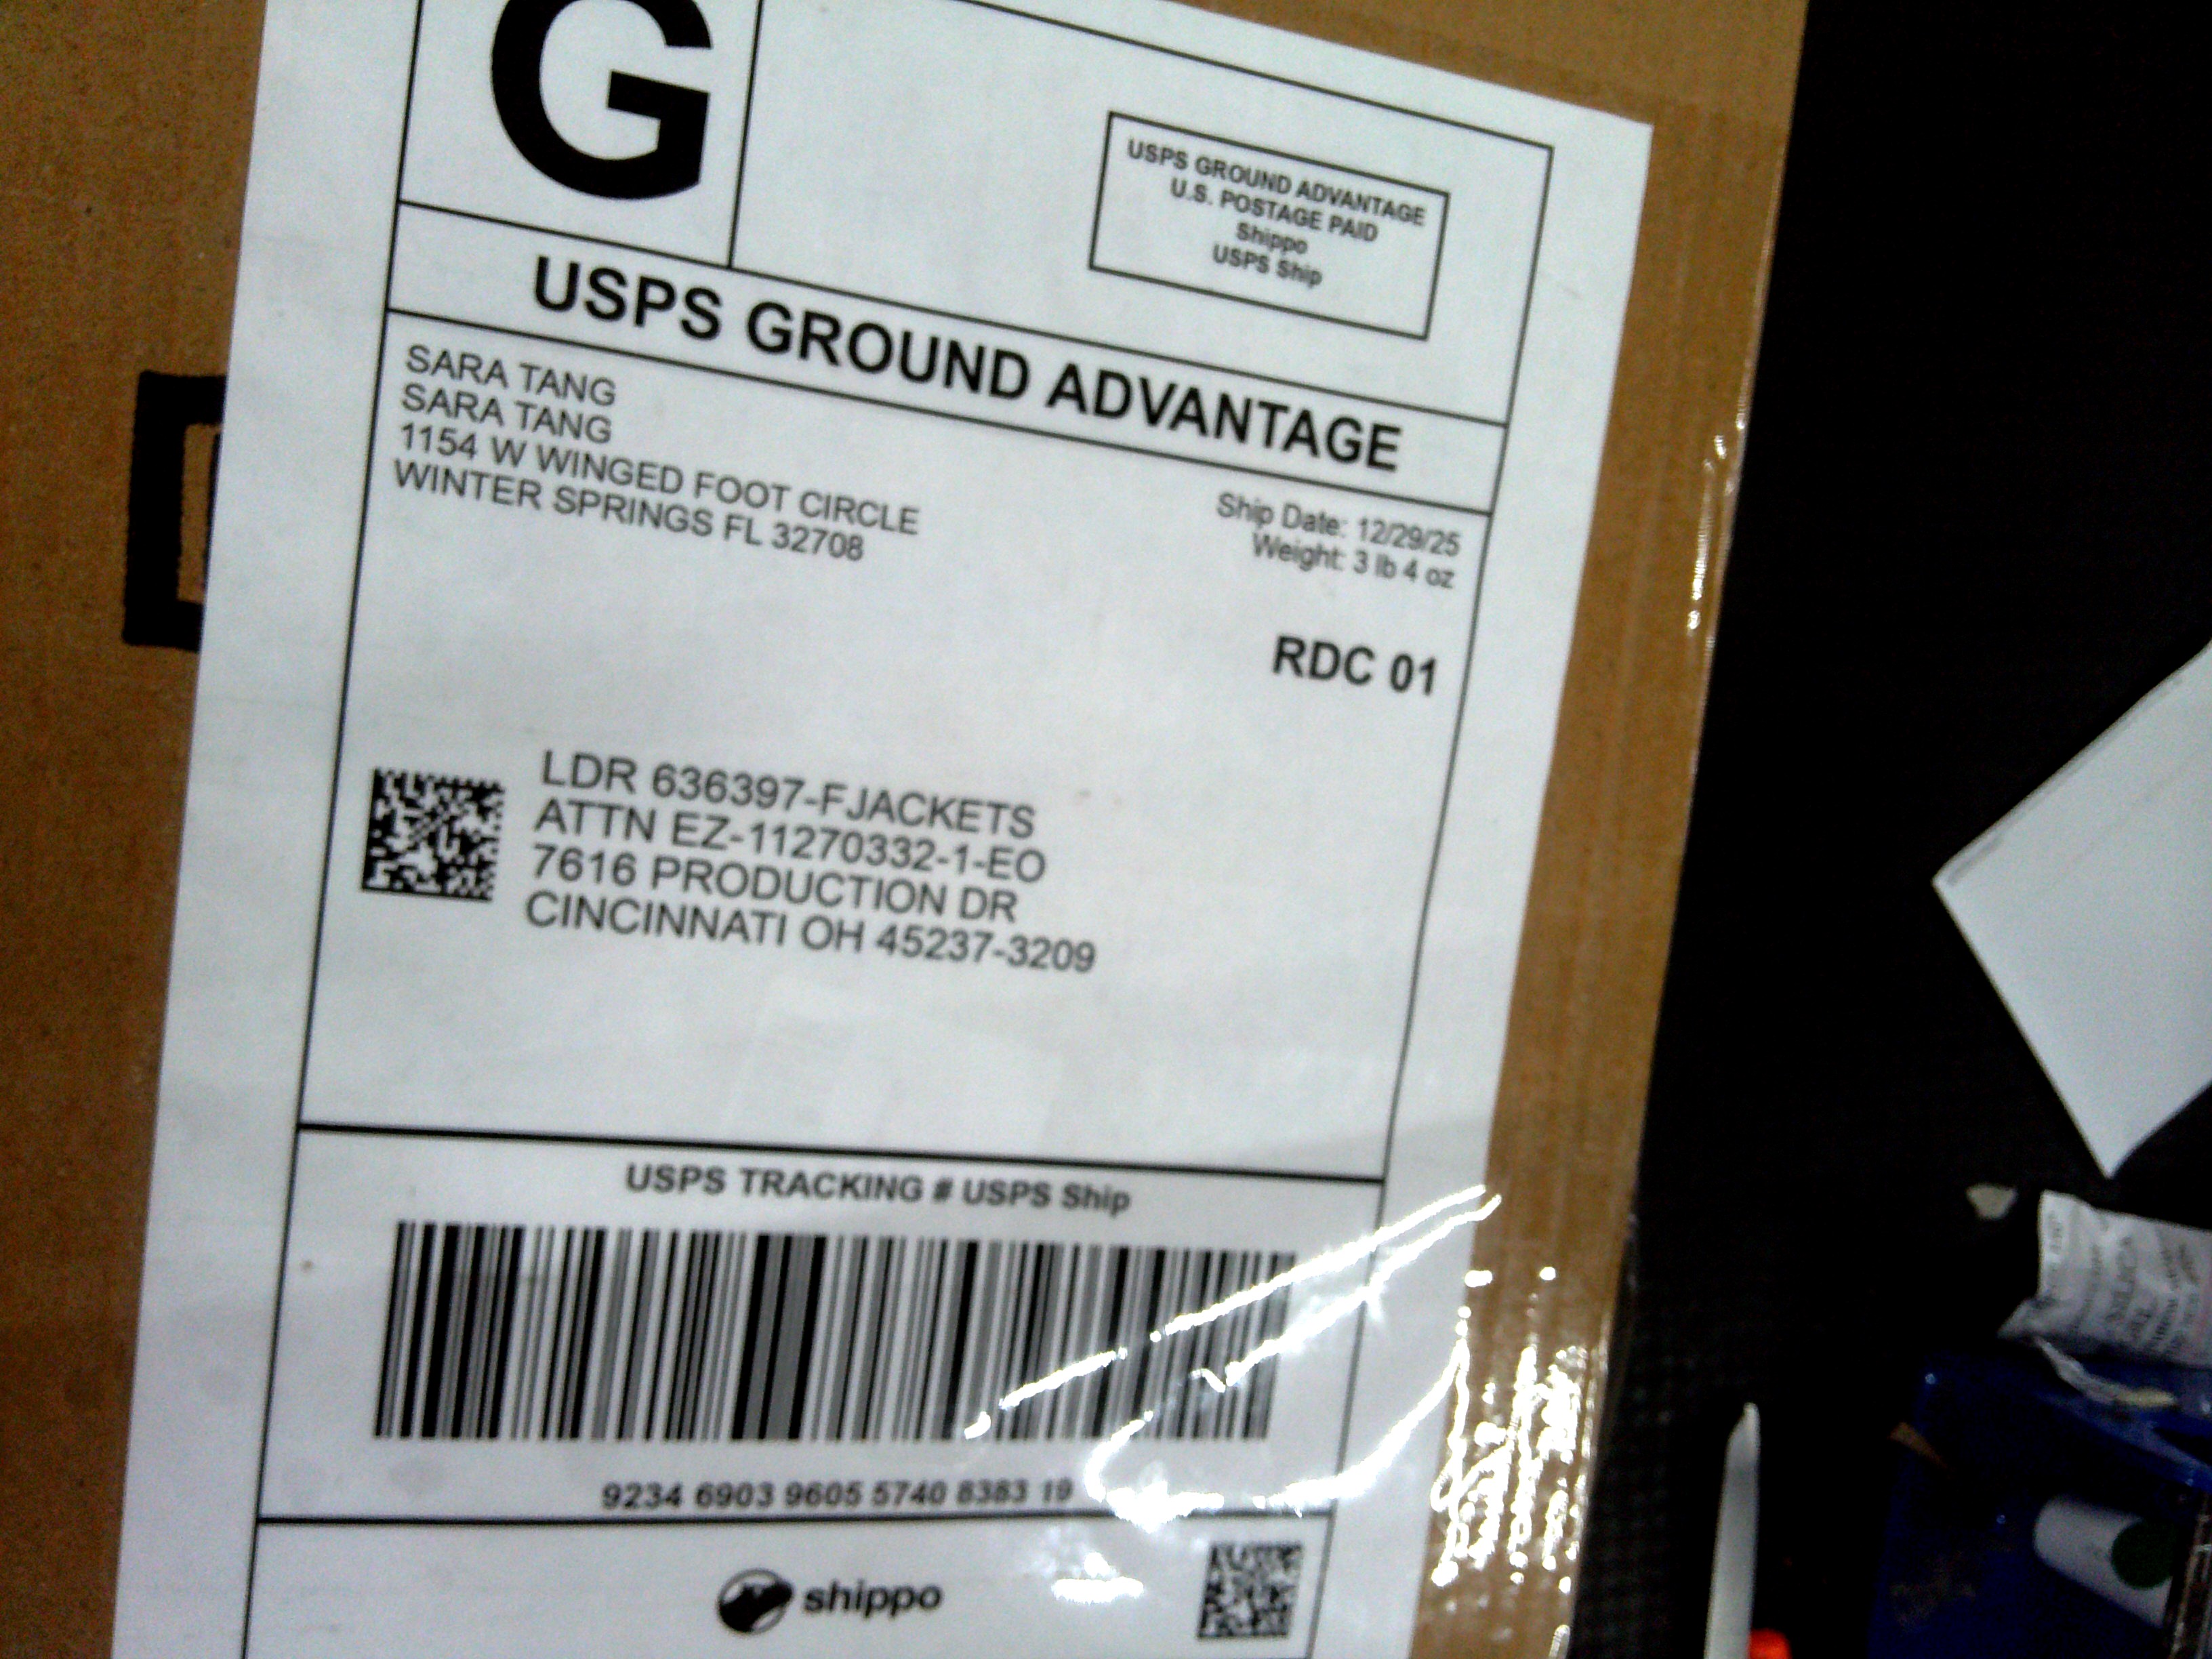 G
USPS GROUND ADVANTAGE
U.S. POSTAGE PAID
Shippo
USPS Ship
USPS GROUND ADVANTAGE
SARA TANG
SARA TANG
1154 W WINGED FOOT CIRCLE
WINTER SPRINGS FL 32708
Ship Date: 12/29/25
Weight: 3 lb 4 oz
RDC 01
LDR 636397-FJACKETS
ATTN EZ-11270332-1-EO
7616 PRODUCTION DR
CINCINNATI OH 45237-3209
USPS TRACKING # USPS Ship
9234 6903 9605 5740 8383 19
shippo
SILICA
GEL